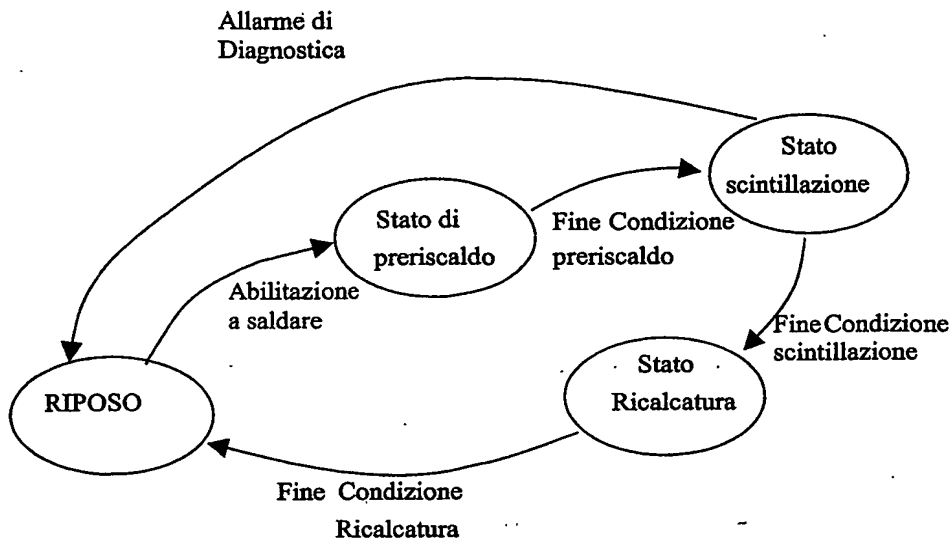 Allarme di
Diagnostica
Stato
scintillazione
Stato di
preriscaldo
Fine Condizione
preriscaldo
Abilitazione
a saldare
Fine Condizione
scintillazione
Stato
Ricalcatura
RIPOSO
Fine Condizione
Ricalcatura